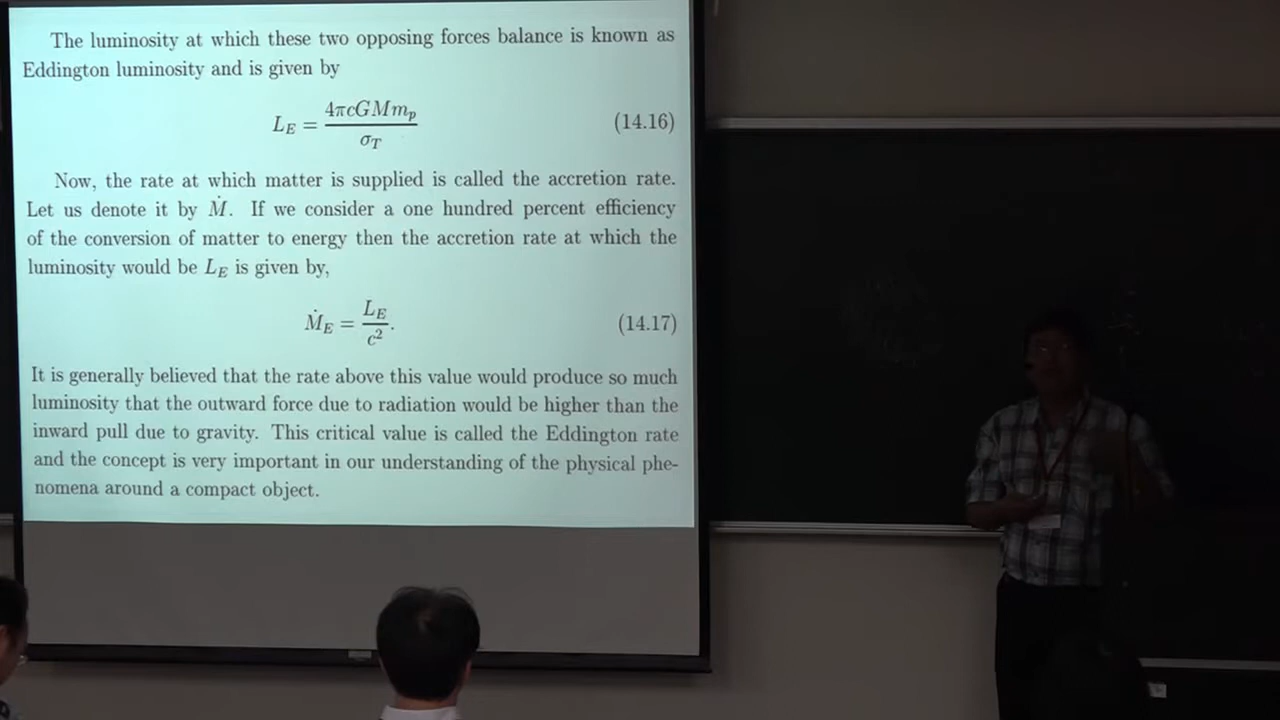 The luminosity at which these two opposing forces balance is known as
Eddington luminosity and is given by
L_E = \frac{4πcGMm_p}{σ_T} (14.16)
Now, the rate at which matter is supplied is called the accretion rate.
Let us denote it by Ṁ. If we consider a one hundred percent efficiency
of the conversion of matter to energy then the accretion rate at which the
luminosity would be L_E is given by,
Ṁ_E = \frac{L_E}{c^2}. (14.17)
It is generally believed that the rate above this value would produce so much
luminosity that the outward force due to radiation would be higher than the
inward pull due to gravity. This critical value is called the Eddington rate
and the concept is very important in our understanding of the physical phe-
nomena around a compact object.